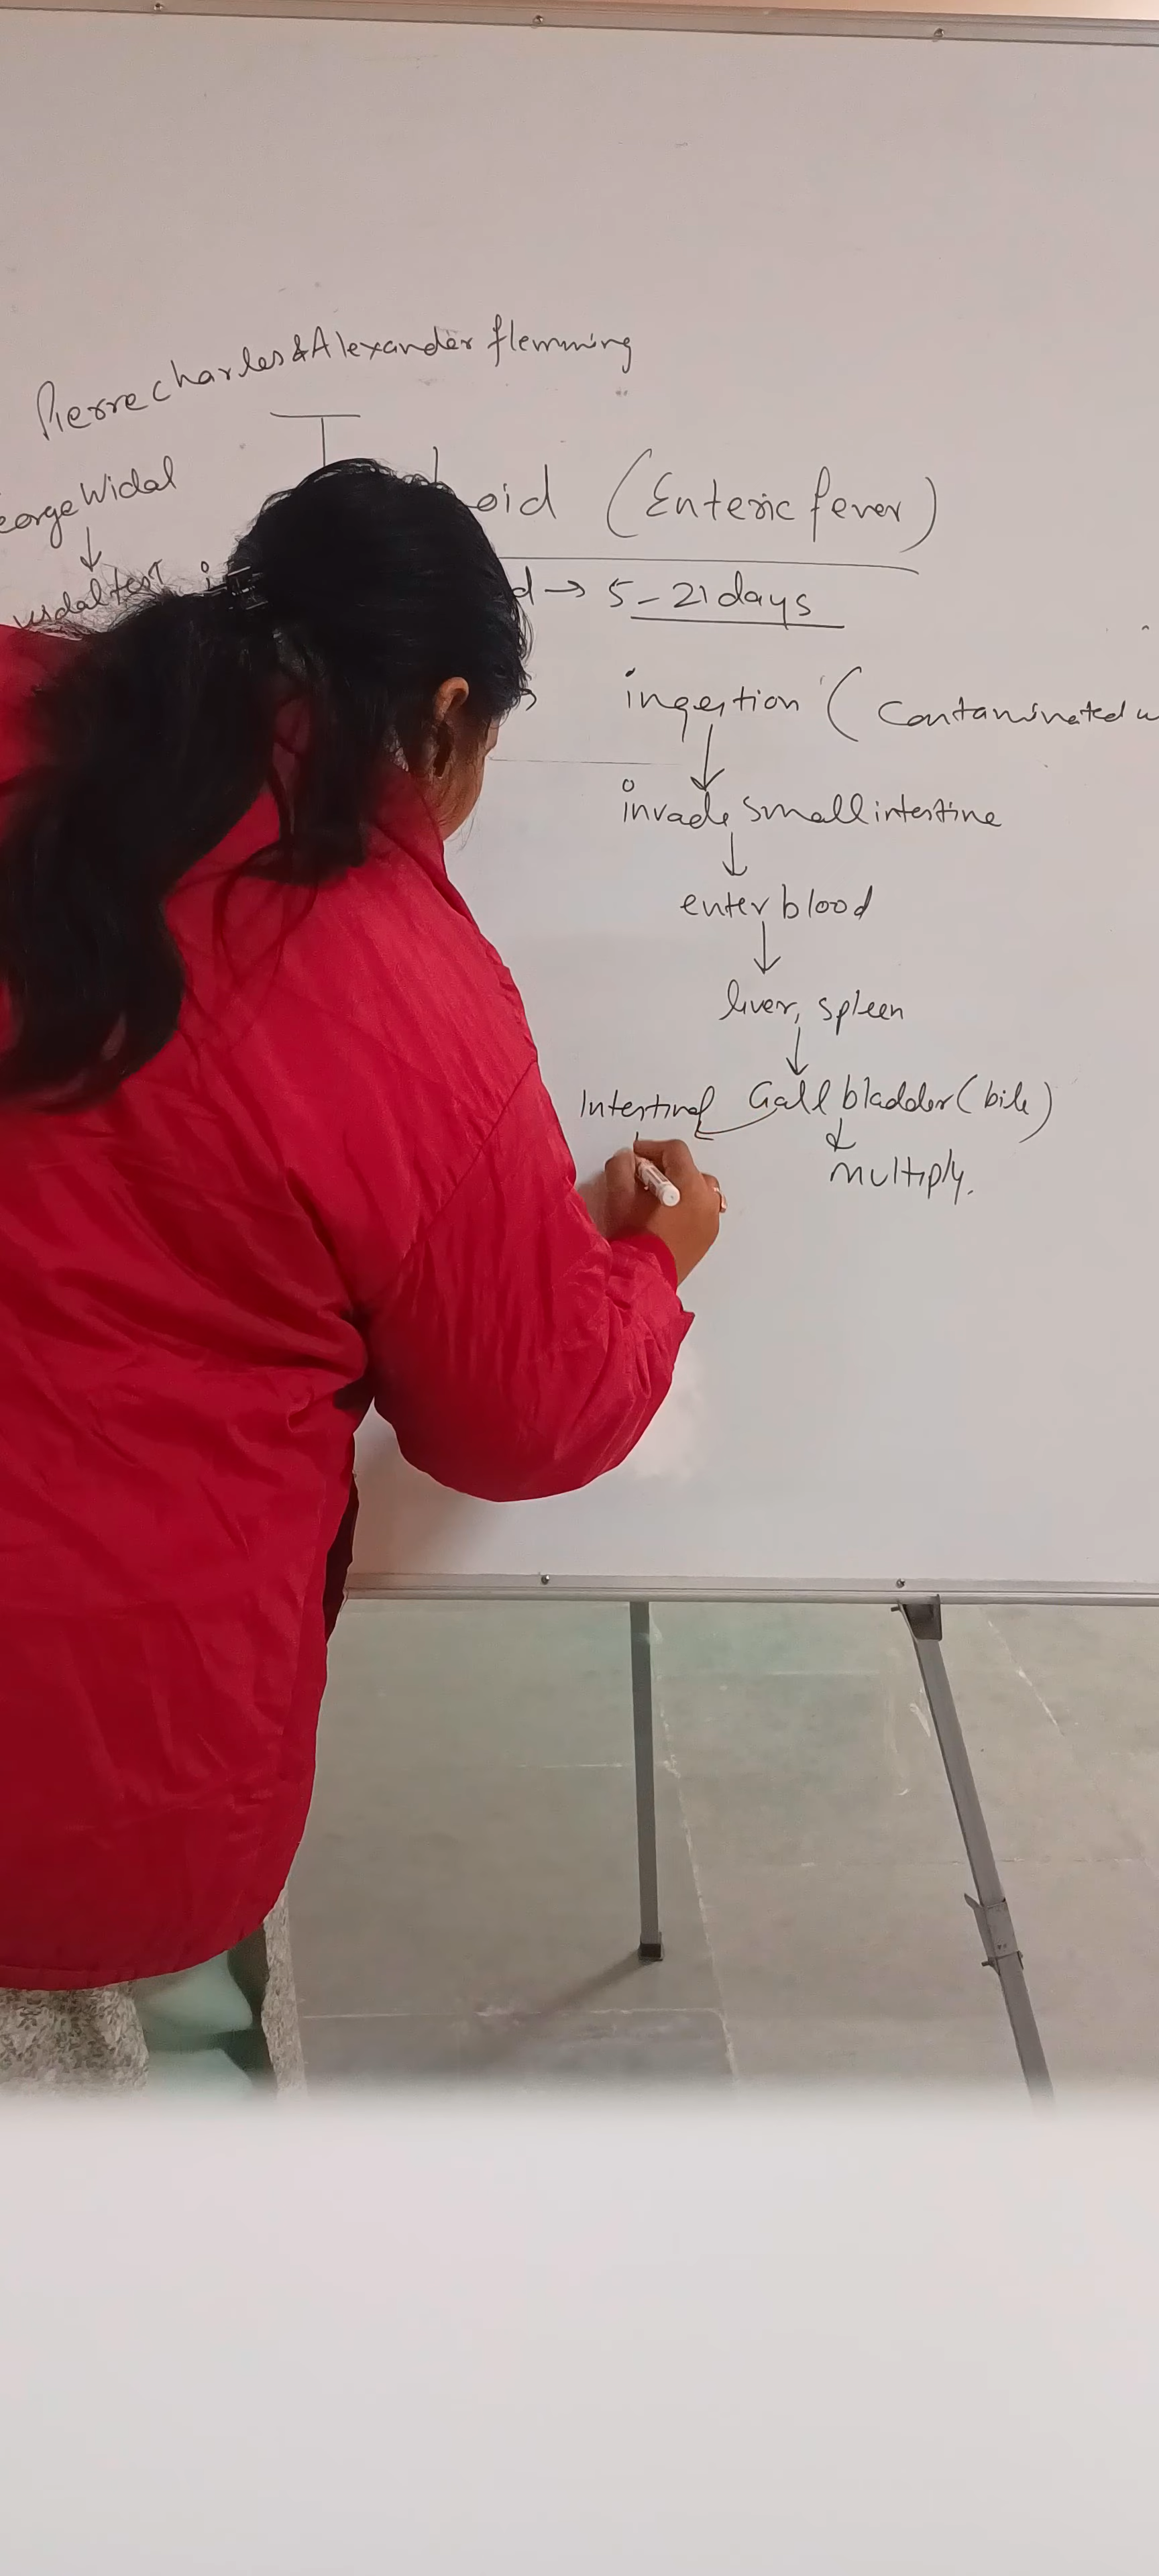 Pierre Charles & Alexander flemming
eorge Widal
↓
widal test
oid (Enteric fever)
d → 5-21 days
ingestion ( Contaminated w
↓
invade small intestine
↓
enter blood
↓
liver, spleen
↓
Intestinal Gall bladder (bile)
↓
multiply.